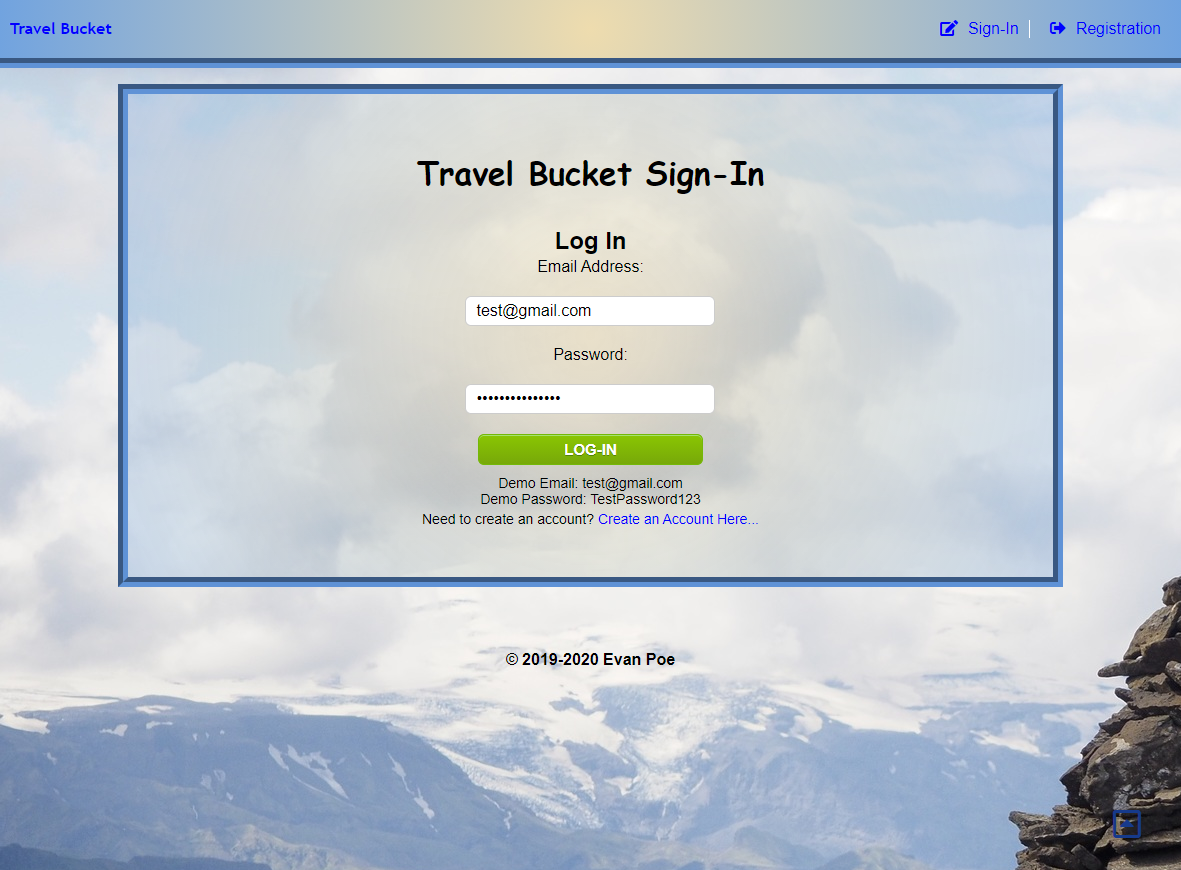 Travel Bucket
Sign-In
Registration
Travel Bucket Sign-In
Log In
Email Address:
test@gmail.com
Password:
•••••••••••••••
LOG-IN
Demo Email: test@gmail.com
Demo Password: TestPassword123
Need to create an account? Create an Account Here...
© 2019-2020 Evan Poe